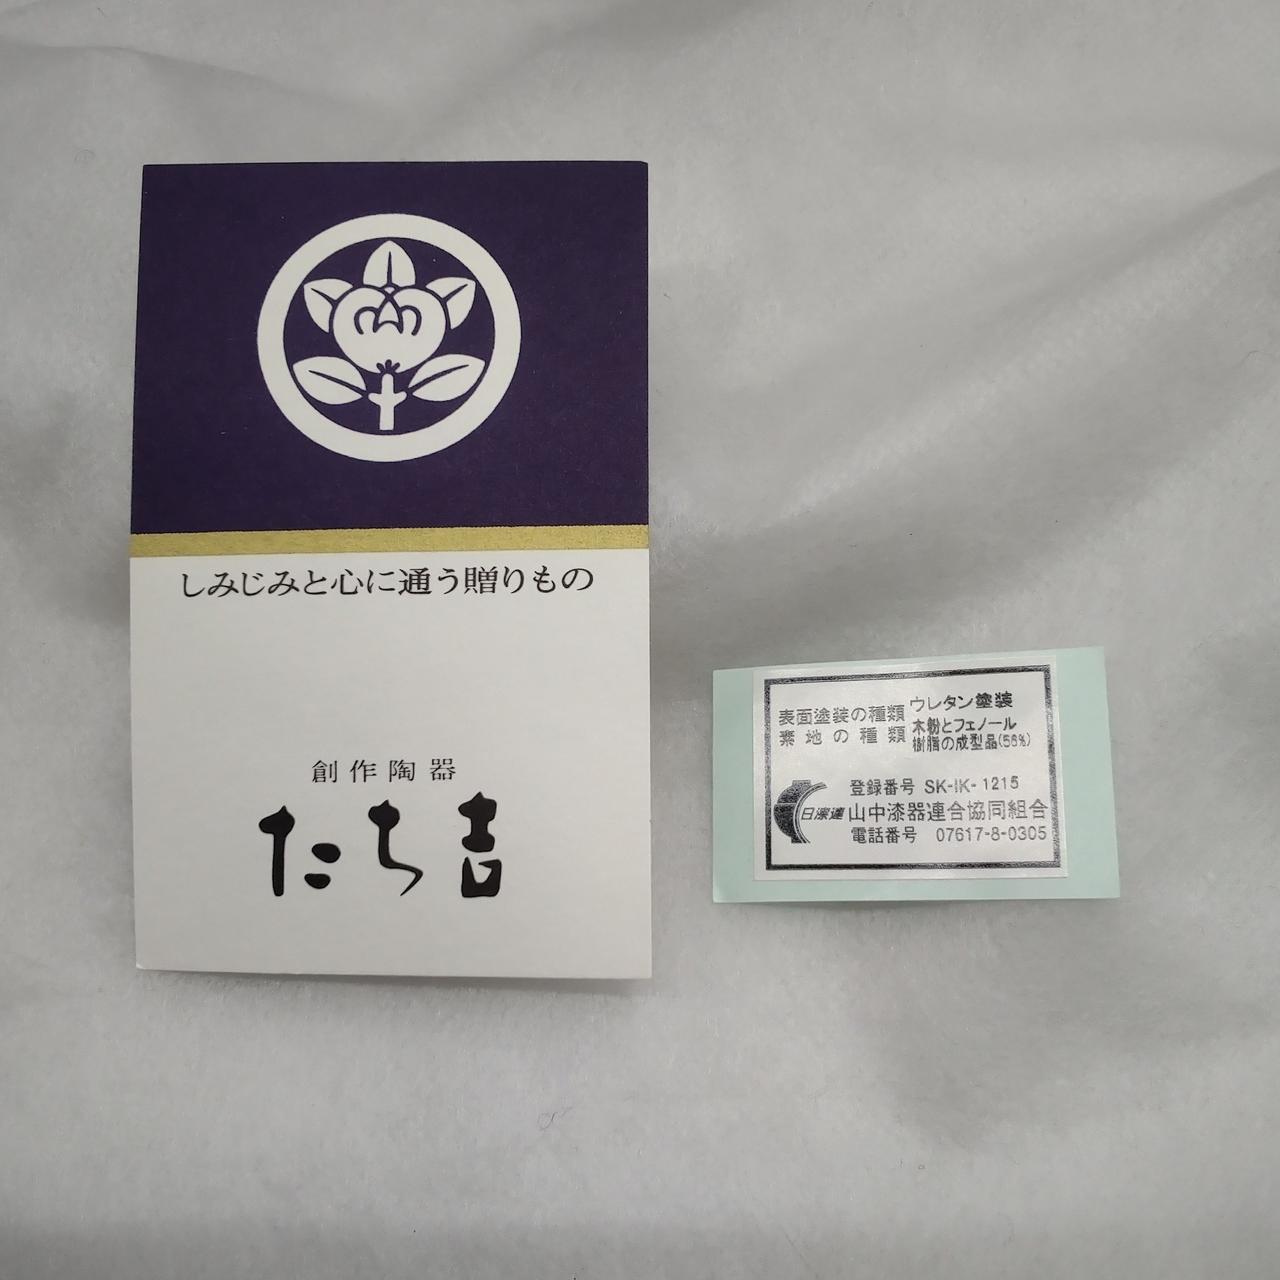 しみじみと心に通う贈りもの
創作陶器
たち吉
表面塗装の種類 ウレタン塗装
素地の種類 木粉とフェノール
樹脂の成型品(56%)
登録番号 SK-IK-1215
日漆連 山中漆器連合協同組合
電話番号 07617-8-0305